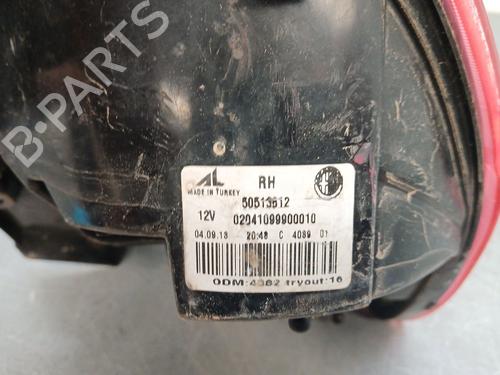 B-PARTS
AL
RH
MADE IN TURKEY
50513612
12V
02041099900010
04.09.18 20:48 C 4089 01
ODM:4382 tryout:16